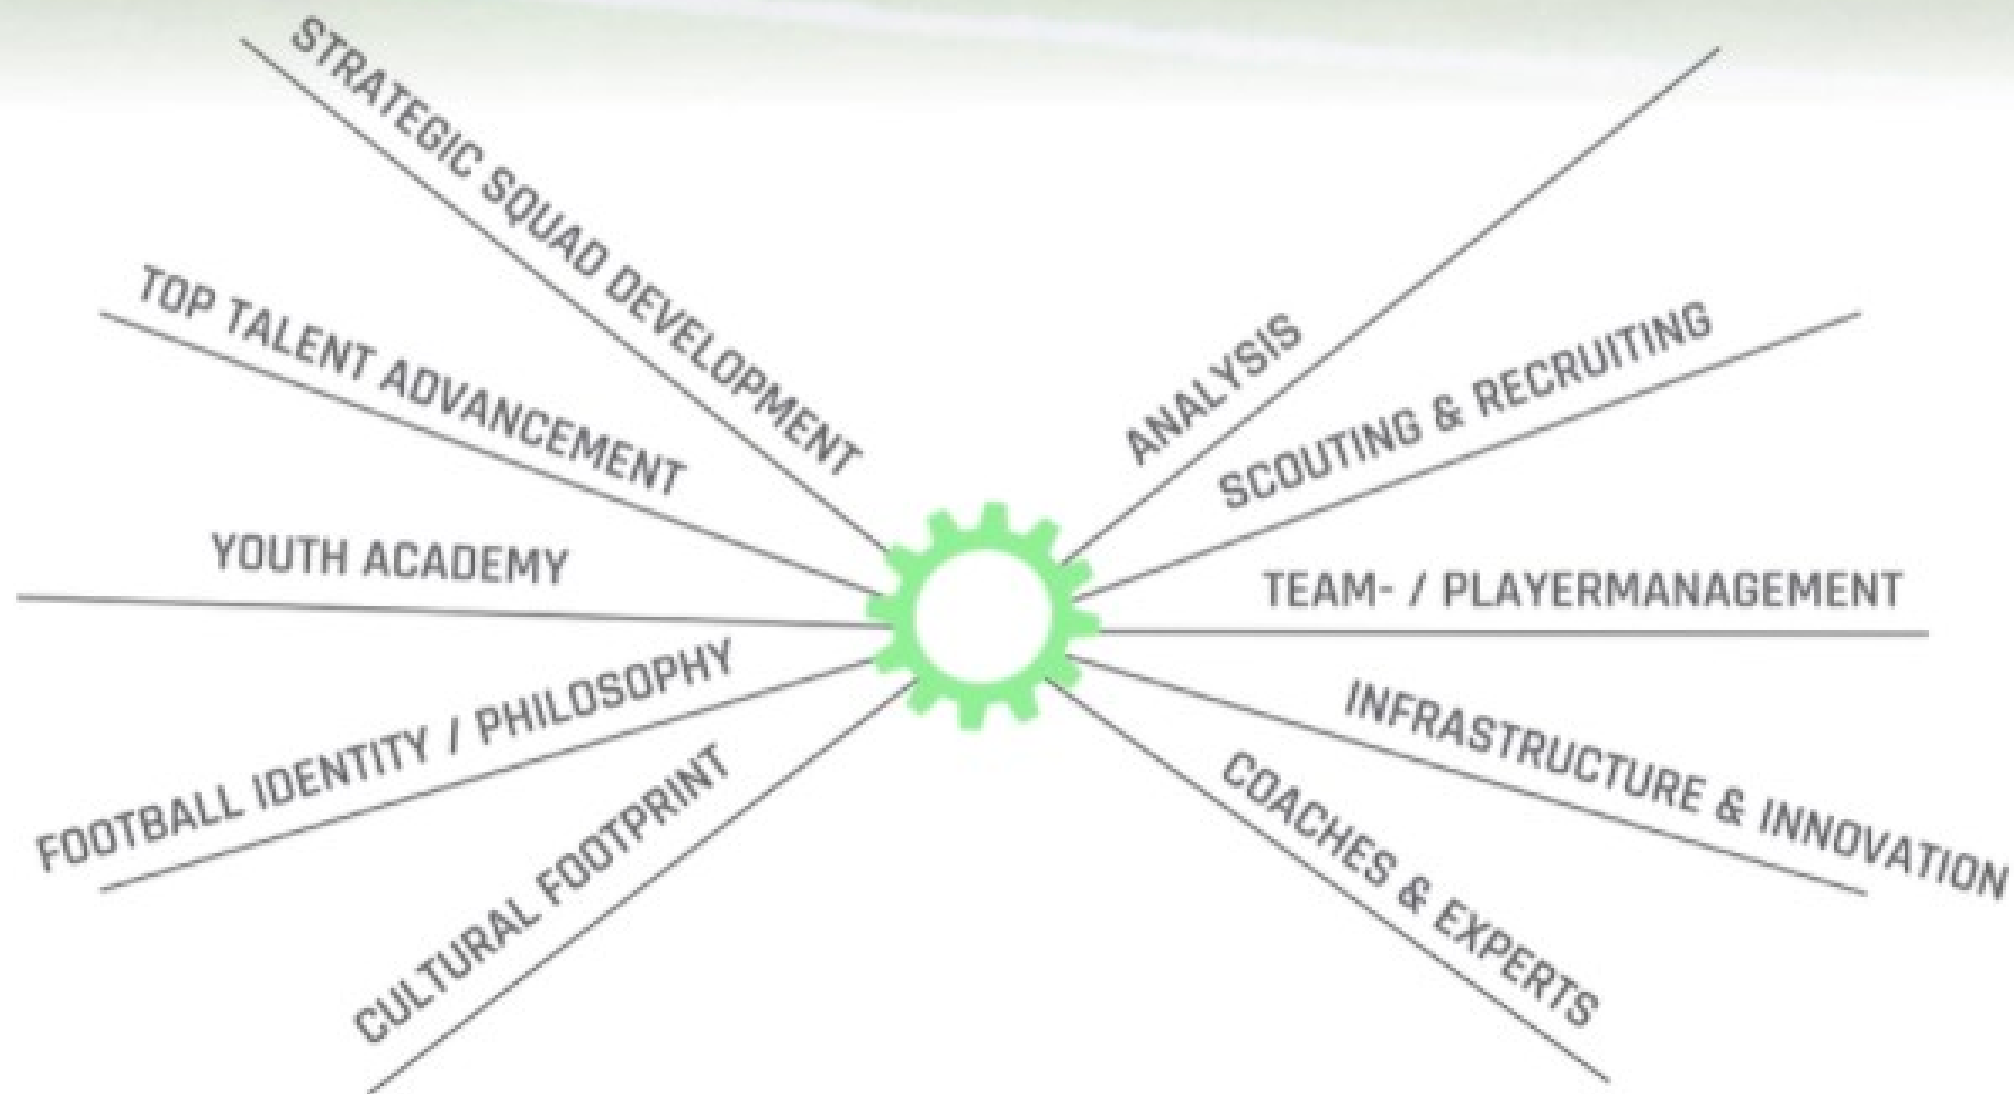 STRATEGIC SQUAD DEVELOPMENT
TOP TALENT ADVANCEMENT
YOUTH ACADEMY
FOOTBALL IDENTITY / PHILOSOPHY
CULTURAL FOOTPRINT
ANALYSIS
SCOUTING & RECRUITING
TEAM- / PLAYERMANAGEMENT
INFRASTRUCTURE & INNOVATION
COACHES & EXPERTS